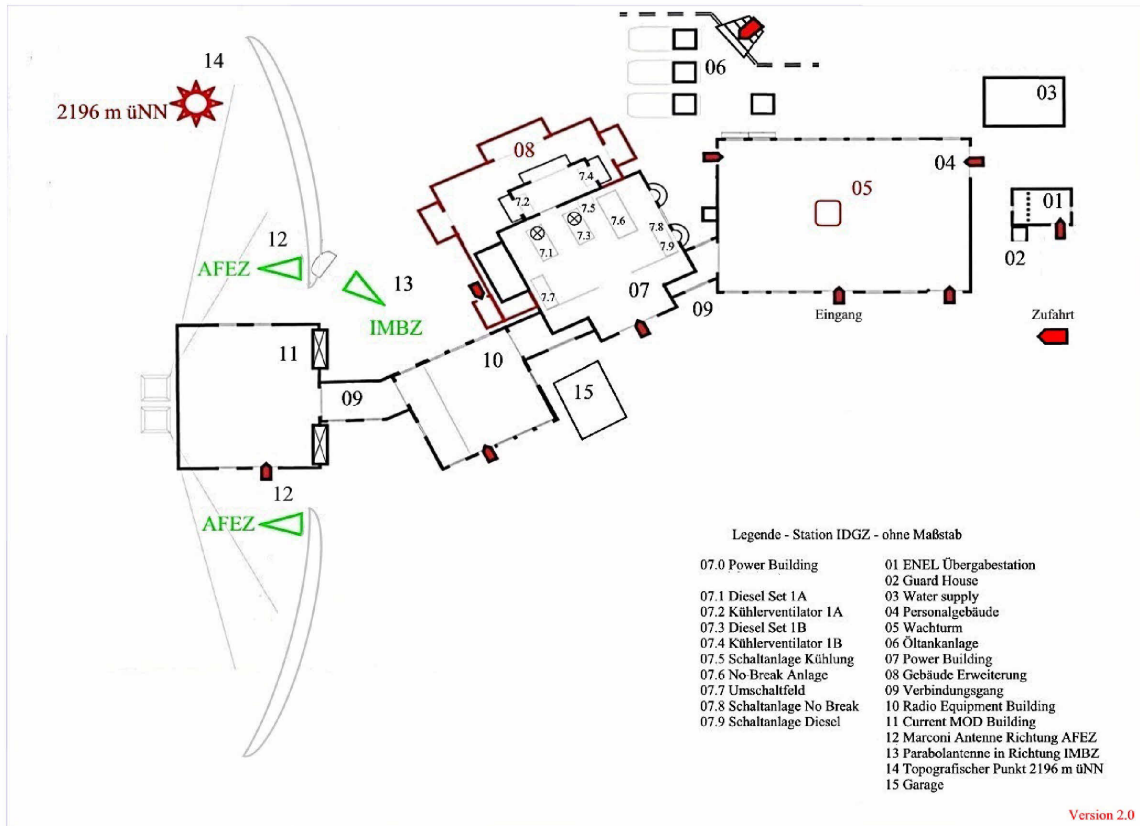 14
2196 m üNN
06
03
08
04
7.4
7.2
7.5
05
01
7.6
7.3
7.1
7.8
7.9
02
12
AFEZ
13
7.7
07
09
IMBZ
Eingang
Zufahrt
11
10
09
15
12
AFEZ
Legende - Station IDGZ - ohne Maßstab
07.0 Power Building
07.1 Diesel Set 1A
07.2 Kühlerventilator 1A
07.3 Diesel Set 1B
07.4 Kühlerventilator 1B
07.5 Schaltanlage Kühlung
07.6 No-Break Anlage
07.7 Umschaltfeld
07.8 Schaltanlage No Break
07.9 Schaltanlage Diesel
01 ENEL Übergabestation
02 Guard House
03 Water supply
04 Personalgebäude
05 Wachturm
06 Öltankanlage
07 Power Building
08 Gebäude Erweiterung
09 Verbindungsgang
10 Radio Equipment Building
11 Current MOD Building
12 Marconi Antenne Richtung AFEZ
13 Parabolantenne in Richtung IMBZ
14 Topografischer Punkt 2196 m üNN
15 Garage
Version 2.0